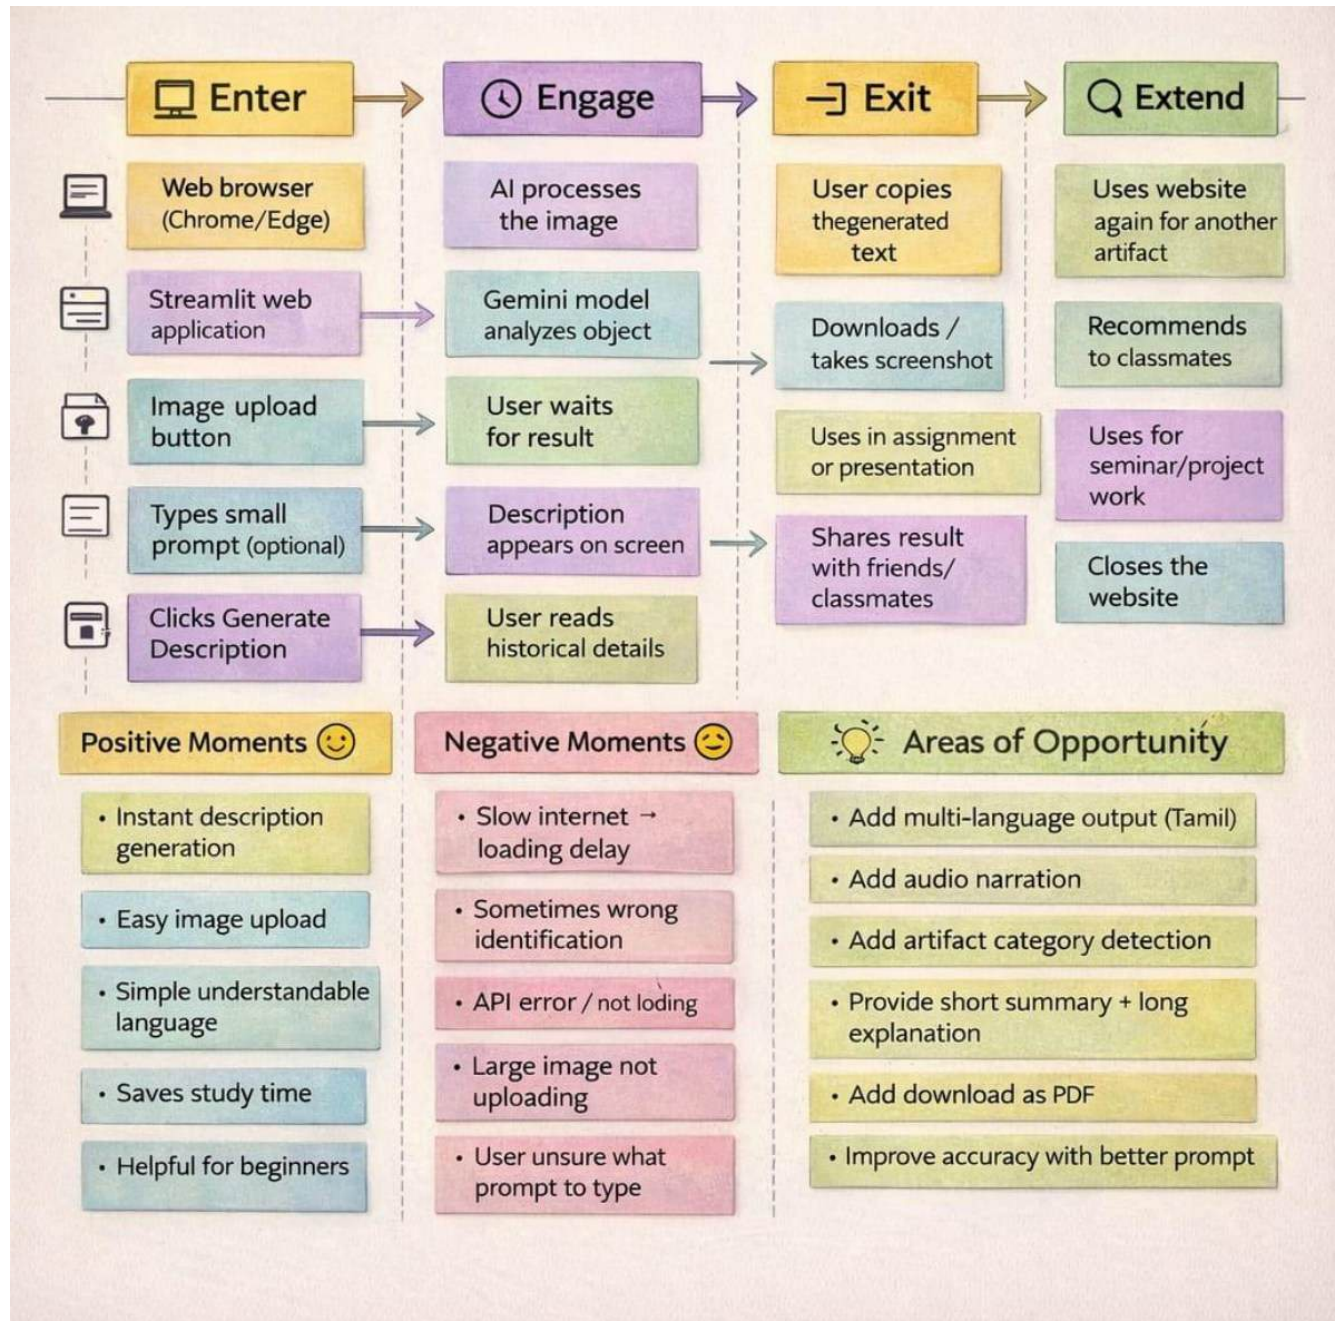 Enter
Engage
Exit
Extend
Web browser
(Chrome/Edge)
AI processes
the image
User copies
thegenerated
text
Uses website
again for another
artifact
Streamlit web
application
Gemini model
analyzes object
Downloads /
takes screenshot
Recommends
to classmates
Image upload
button
User waits
for result
Uses in assignment
or presentation
Uses for
seminar/project
work
Types small
prompt (optional)
Description
appears on screen
Shares result
with friends/
classmates
Closes the
website
Clicks Generate
Description
User reads
historical details
Positive Moments
• Instant description
generation
• Easy image upload
• Simple understandable
language
• Saves study time
• Helpful for beginners
Negative Moments
• Slow internet →
loading delay
• Sometimes wrong
identification
• API error / not loding
• Large image not
uploading
• User unsure what
prompt to type
Areas of Opportunity
• Add multi-language output (Tamil)
• Add audio narration
• Add artifact category detection
• Provide short summary + long
explanation
• Add download as PDF
• Improve accuracy with better prompt